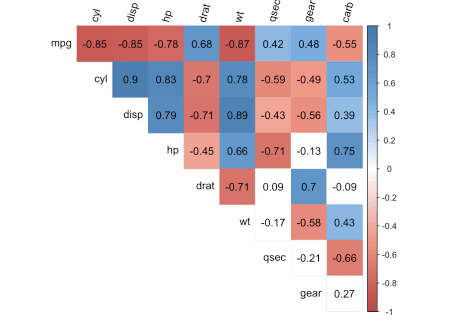 cyl disp hp drat wt qsec gear carb
mpg -0.85 -0.85 -0.78 0.68 -0.87 0.42 0.48 -0.55
cyl 0.9 0.83 -0.7 0.78 -0.59 -0.49 0.53
disp 0.79 -0.71 0.89 -0.43 -0.56 0.39
hp -0.45 0.66 -0.71 -0.13 0.75
drat -0.71 0.09 0.7 -0.09
wt -0.17 -0.58 0.43
qsec -0.21 -0.66
gear 0.27
1
0.8
0.6
0.4
0.2
0
-0.2
-0.4
-0.6
-0.8
-1